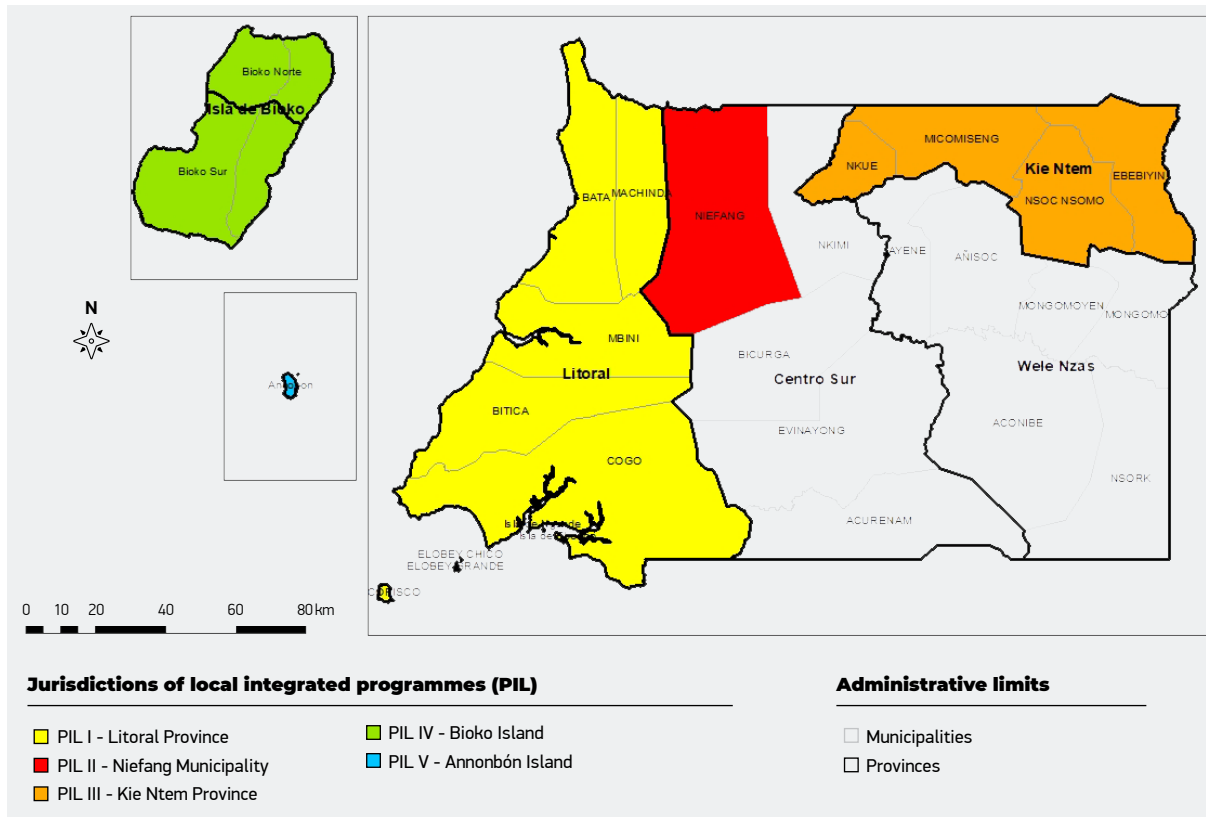 Bioko Norte
Isla de Bioko
Bioko Sur
MICOMISENG
NKUE
Kie Ntem
EBEBIYIN
BATA
MACHINDA
NSOC NSOMO
NIEFANG
NKIMI
AYENE
AÑISOC
MONGOMOYEN
MONGOMO
N
MBINI
BICURGA
Litoral
Centro Sur
Wele Nzas
BITICA
ACONIBE
EVINAYONG
COGO
NSORK
ACURENAM
ELOBEY CHICO
ELOBEY GRANDE
CORISCO
0 10 20 40 60 80 km
Jurisdictions of local integrated programmes (PIL)
PIL I - Litoral Province
PIL II - Niefang Municipality
PIL III - Kie Ntem Province
PIL IV - Bioko Island
PIL V - Annonbón Island
Administrative limits
Municipalities
Provinces